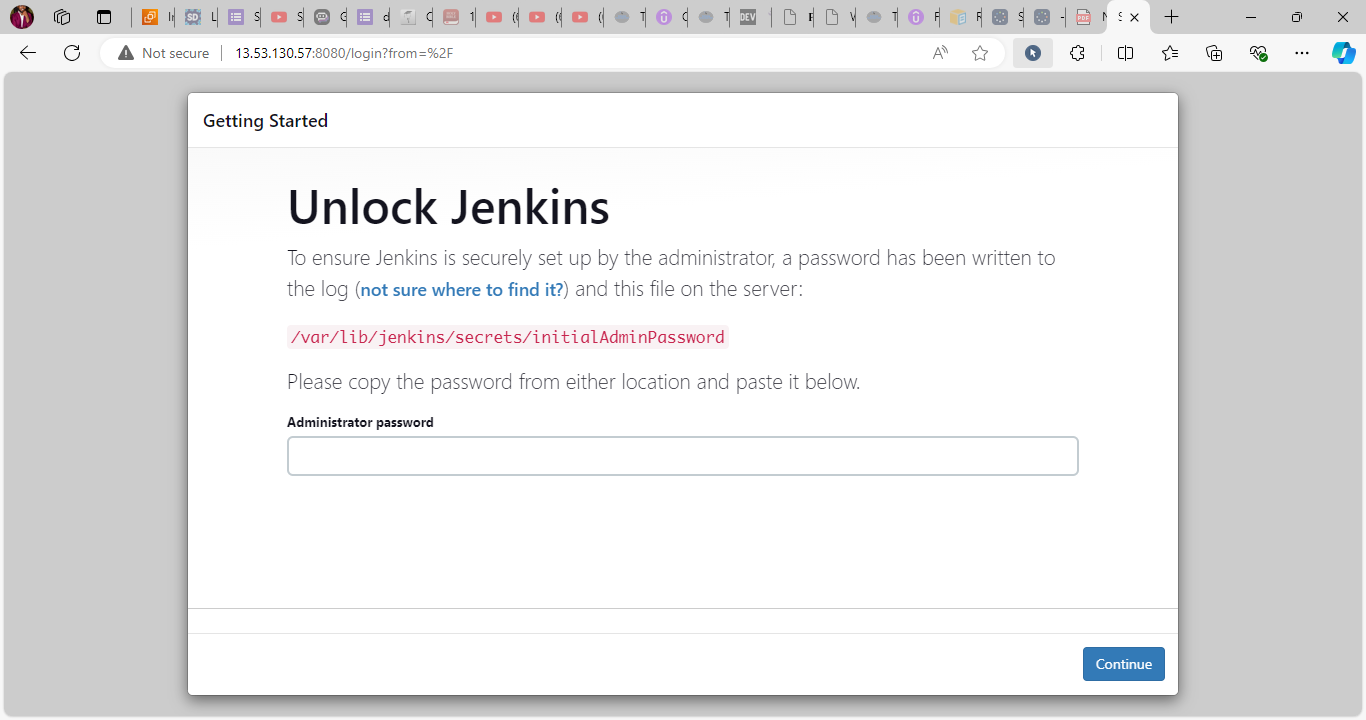 Not secure
13.53.130.57:8080/login?from=%2F
Getting Started
Unlock Jenkins
To ensure Jenkins is securely set up by the administrator, a password has been written to
the log (not sure where to find it?) and this file on the server:
/var/lib/jenkins/secrets/initialAdminPassword
Please copy the password from either location and paste it below.
Administrator password
Continue